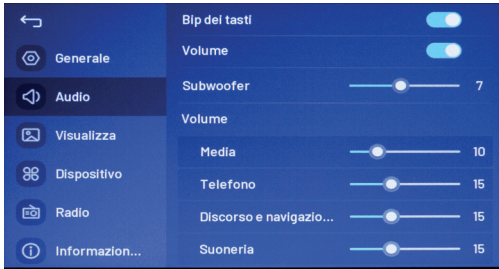 Bip dei tasti
Generale
Volume
Audio
Subwoofer 7
Volume
Visualizza
Media 10
Dispositivo
Telefono 15
Radio
Discorso e navigazio... 15
Informazion...
Suoneria 15